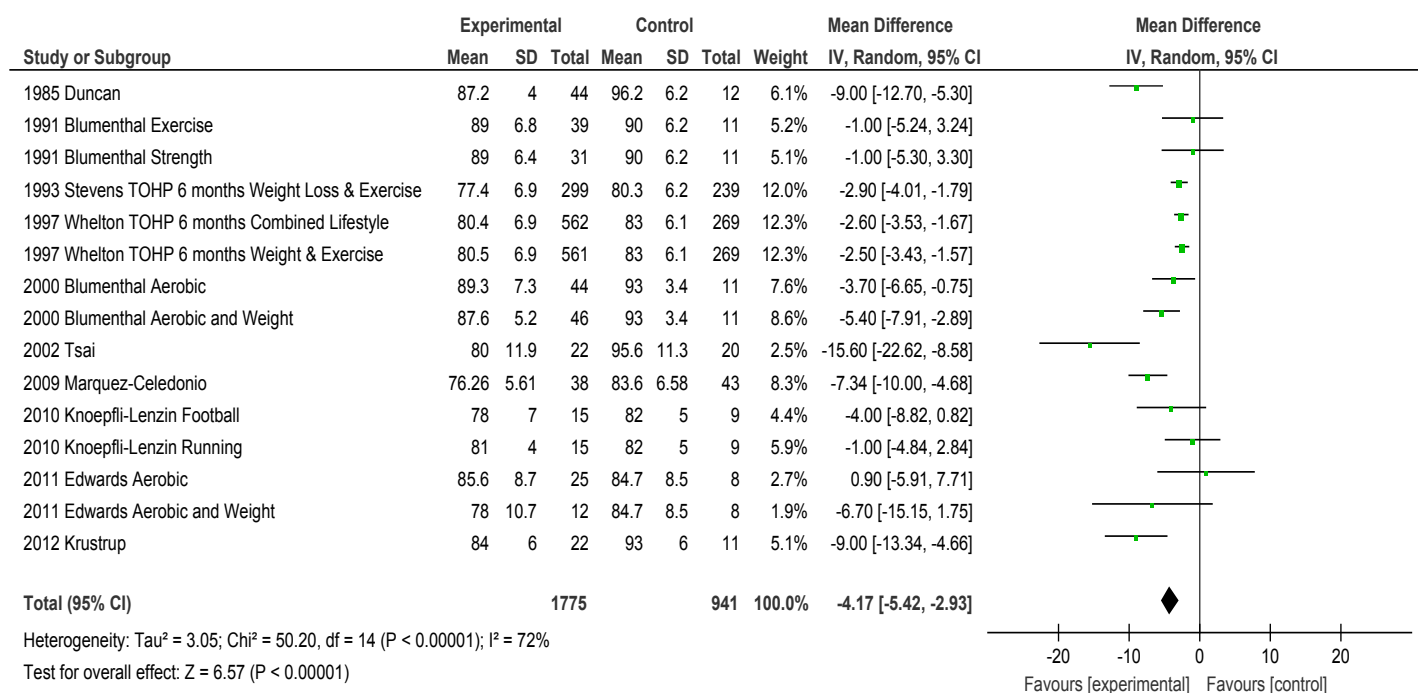 Experimental Control Mean Difference Mean Difference
Study or Subgroup Mean SD Total Mean SD Total Weight IV, Random, 95% CI IV, Random, 95% CI
1985 Duncan 87.2 4 44 96.2 6.2 12 6.1% -9.00 [-12.70, -5.30]
1991 Blumenthal Exercise 89 6.8 39 90 6.2 11 5.2% -1.00 [-5.24, 3.24]
1991 Blumenthal Strength 89 6.4 31 90 6.2 11 5.1% -1.00 [-5.30, 3.30]
1993 Stevens TOHP 6 months Weight Loss & Exercise 77.4 6.9 299 80.3 6.2 239 12.0% -2.90 [-4.01, -1.79]
1997 Whelton TOHP 6 months Combined Lifestyle 80.4 6.9 562 83 6.1 269 12.3% -2.60 [-3.53, -1.67]
1997 Whelton TOHP 6 months Weight & Exercise 80.5 6.9 561 83 6.1 269 12.3% -2.50 [-3.43, -1.57]
2000 Blumenthal Aerobic 89.3 7.3 44 93 3.4 11 7.6% -3.70 [-6.65, -0.75]
2000 Blumenthal Aerobic and Weight 87.6 5.2 46 93 3.4 11 8.6% -5.40 [-7.91, -2.89]
2002 Tsai 80 11.9 22 95.6 11.3 20 2.5% -15.60 [-22.62, -8.58]
2009 Marquez-Celedonio 76.26 5.61 38 83.6 6.58 43 8.3% -7.34 [-10.00, -4.68]
2010 Knoepfli-Lenzin Football 78 7 15 82 5 9 4.4% -4.00 [-8.82, 0.82]
2010 Knoepfli-Lenzin Running 81 4 15 82 5 9 5.9% -1.00 [-4.84, 2.84]
2011 Edwards Aerobic 85.6 8.7 25 84.7 8.5 8 2.7% 0.90 [-5.91, 7.71]
2011 Edwards Aerobic and Weight 78 10.7 12 84.7 8.5 8 1.9% -6.70 [-15.15, 1.75]
2012 Krustrup 84 6 22 93 6 11 5.1% -9.00 [-13.34, -4.66]
Total (95% CI) 1775 941 100.0% -4.17 [-5.42, -2.93]
Heterogeneity: Tau² = 3.05; Chi² = 50.20, df = 14 (P < 0.00001); I² = 72%
Test for overall effect: Z = 6.57 (P < 0.00001)
-20 -10 0 10 20
Favours [experimental] Favours [control]